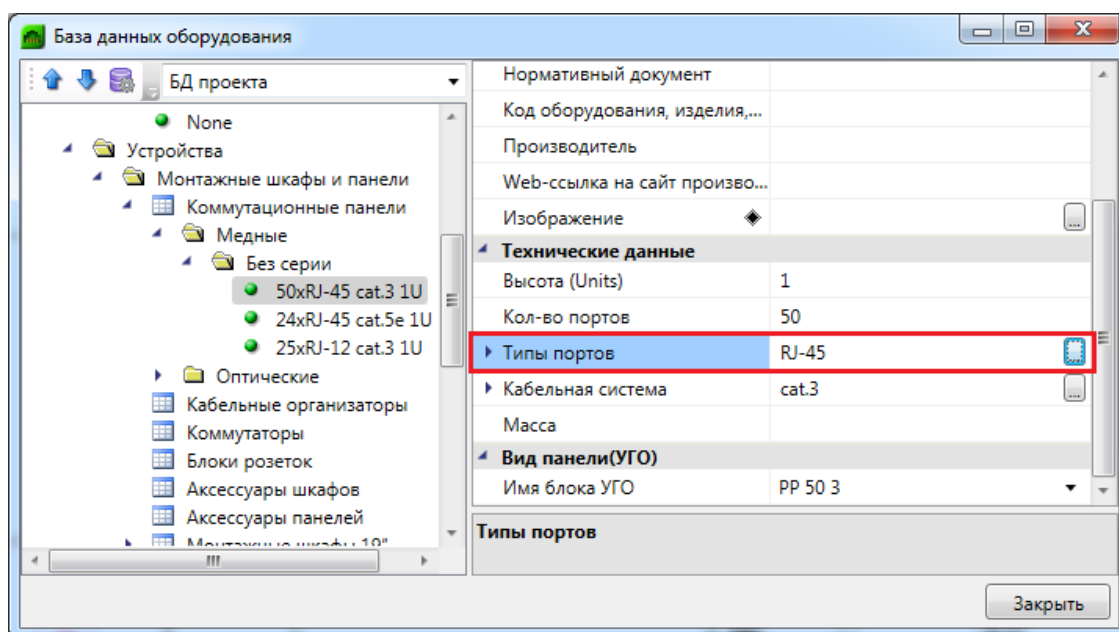 База данных оборудования
БД проекта
None
Устройства
Монтажные шкафы и панели
Коммутационные панели
Медные
Без серии
50xRJ-45 cat.3 1U
24xRJ-45 cat.5e 1U
25xRJ-12 cat.3 1U
Оптические
Кабельные организаторы
Коммутаторы
Блоки розеток
Аксессуары шкафов
Аксессуары панелей
Монтажные шкафы 19"
Нормативный документ
Код оборудования, изделия,...
Производитель
Web-ссылка на сайт произво...
Изображение ...
Технические данные
Высота (Units) 1
Кол-во портов 50
Типы портов RJ-45 ...
Кабельная система cat.3 ...
Масса
Вид панели(УГО)
Имя блока УГО PP 50 3
Типы портов
Закрыть